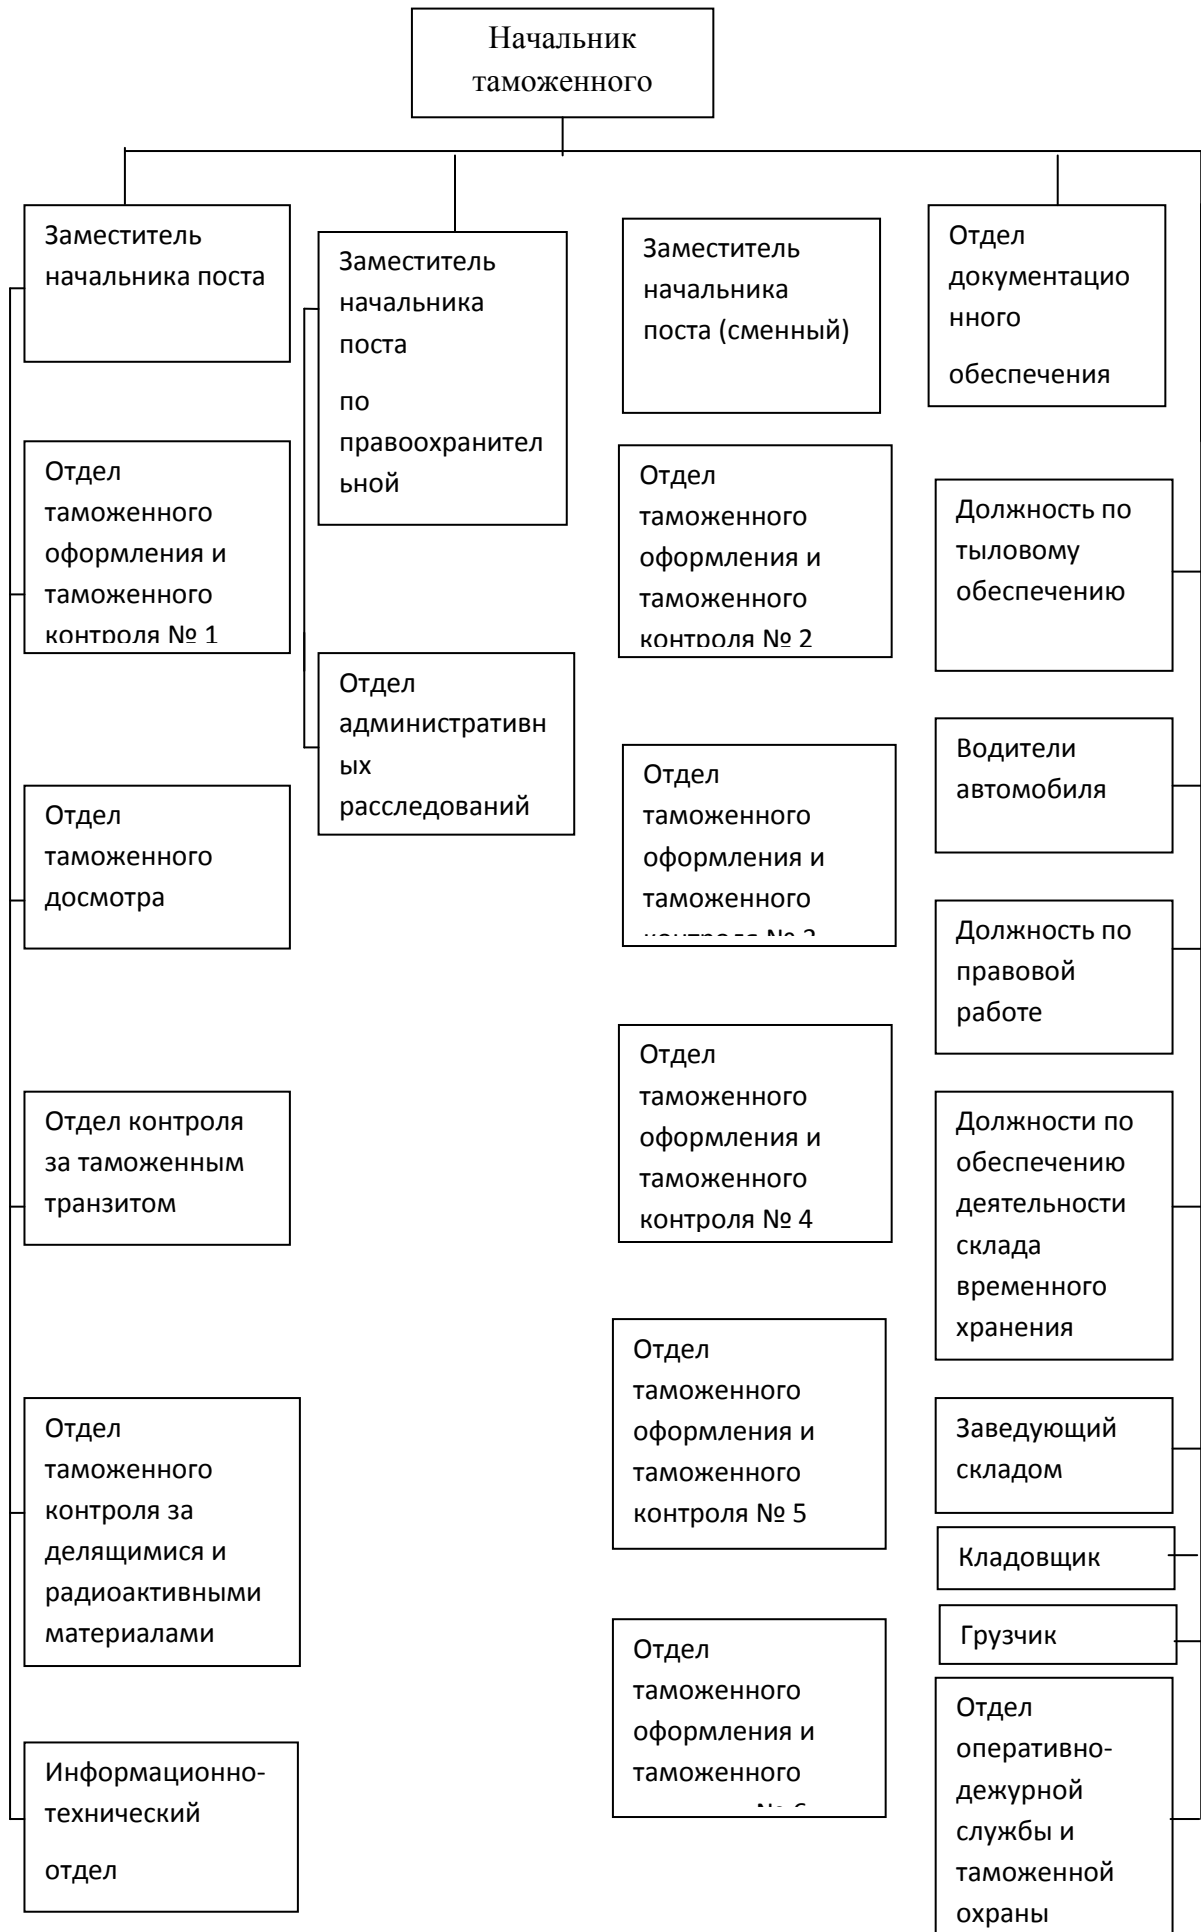 Начальник
таможенного
Заместитель
начальника поста
Отдел
таможенного
оформления и
таможенного
контроля № 1
Отдел
таможенного
досмотра
Отдел контроля
за таможенным
транзитом
Отдел
таможенного
контроля за
делящимися и
радиоактивными
материалами
Информационно-
технический
отдел
Заместитель
начальника
поста
по
правоохранител
ьной
Отдел
административн
ых
расследований
Заместитель
начальника
поста (сменный)
Отдел
таможенного
оформления и
таможенного
контроля № 2
Отдел
таможенного
оформления и
таможенного
контроля № 3
Отдел
таможенного
оформления и
таможенного
контроля № 4
Отдел
таможенного
оформления и
таможенного
контроля № 5
Отдел
таможенного
оформления и
таможенного
№ 6
Отдел
документацио
нного
обеспечения
Должность по
тыловому
обеспечению
Водители
автомобиля
Должность по
правовой
работе
Должности по
обеспечению
деятельности
склада
временного
хранения
Заведующий
складом
Кладовщик
Грузчик
Отдел
оперативно-
дежурной
службы и
таможенной
охраны